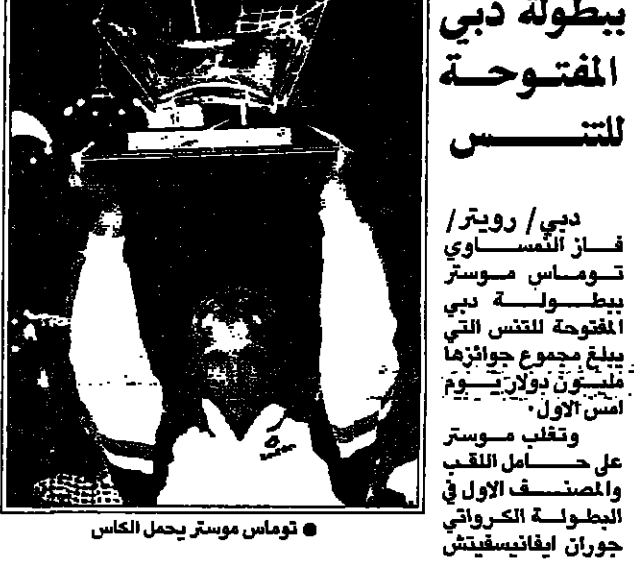 ببطولة دبي
المفتوحة
للتنس
دبي / رويتر /
فاز النمساوي
توماس موستر
ببطولة دبي
المفتوحة للتنس التي
يبلغ مجموع جوائزها
مليون دولار يوم
امس الاول.
وتغلب موستر
على حامل اللقب
والمصنف الاول في
البطولة الكرواتي
جوران ايفانيسفيتش
● توماس موستر يحمل الكاس